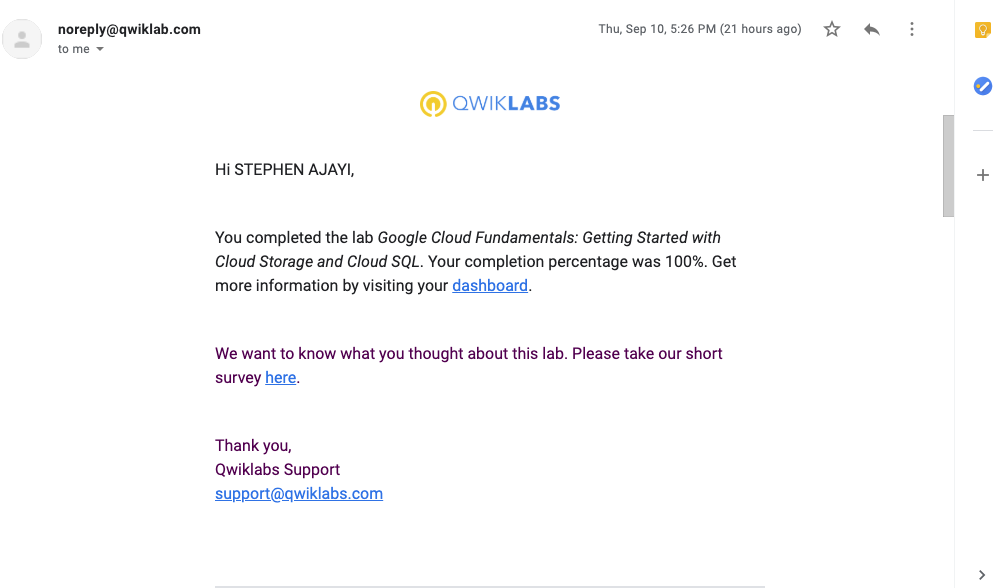 noreply@qwiklab.com
Thu, Sep 10, 5:26 PM (21 hours ago)
to me
QWIKLABS
Hi STEPHEN AJAYI,
You completed the lab Google Cloud Fundamentals: Getting Started with
Cloud Storage and Cloud SQL. Your completion percentage was 100%. Get
more information by visiting your dashboard.
We want to know what you thought about this lab. Please take our short
survey here.
Thank you,
Qwiklabs Support
support@qwiklabs.com